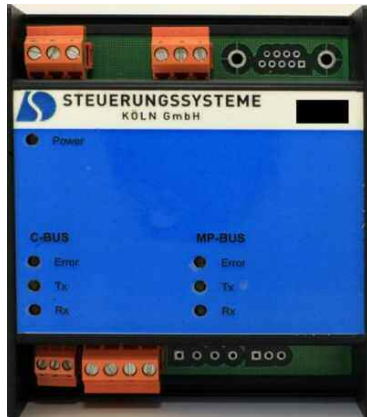 STEUERUNGSSYSTEME
KÖLN GmbH
Power
C-BUS
MP-BUS
Error
Error
Tx
Tx
Rx
Rx